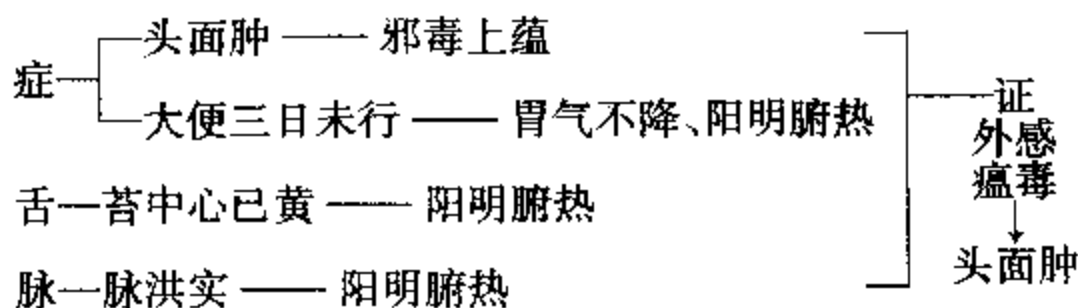 头面肿 邪毒上蕴
症
大便三日未行 胃气不降、阳明腑热
舌 苔中心已黄 阳明腑热
脉 脉洪实 阳明腑热
证
外感
瘟毒
头面肿